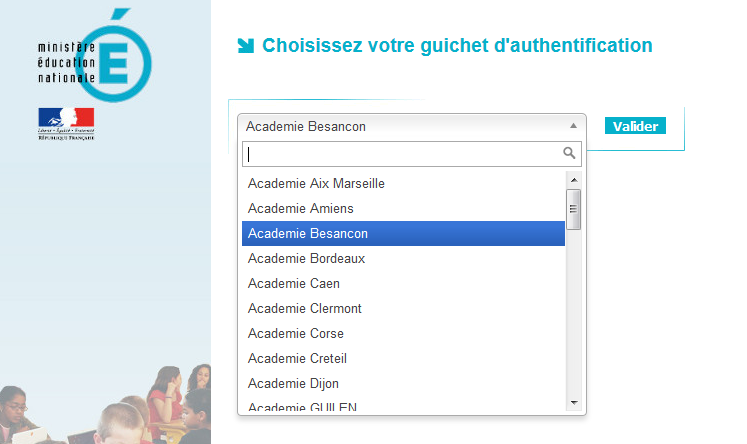 ministère
éducation
nationale
É
Liberté • Égalité • Fraternité
RÉPUBLIQUE FRANÇAISE
Choisissez votre guichet d'authentification
Academie Besancon
Valider
Academie Aix Marseille
Academie Amiens
Academie Besancon
Academie Bordeaux
Academie Caen
Academie Clermont
Academie Corse
Academie Creteil
Academie Dijon
Academie GUILEN